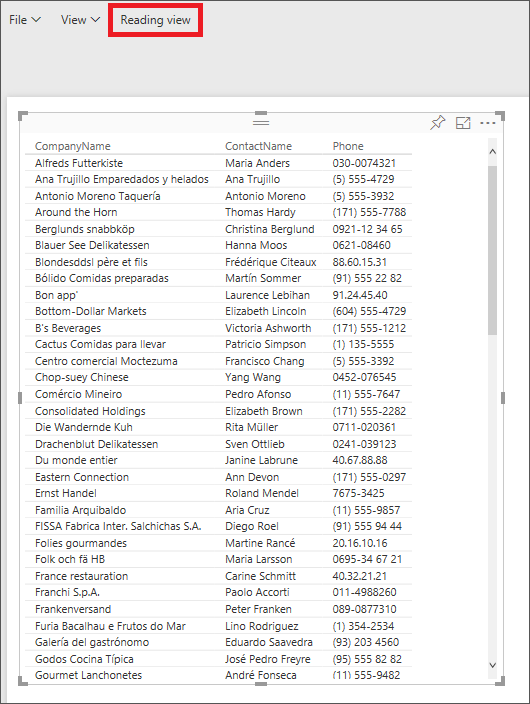 File View Reading view
CompanyName ContactName Phone
Alfreds Futterkiste Maria Anders 030-0074321
Ana Trujillo Emparedados y helados Ana Trujillo (5) 555-4729
Antonio Moreno Taquería Antonio Moreno (5) 555-3932
Around the Horn Thomas Hardy (171) 555-7788
Berglunds snabbköp Christina Berglund 0921-12 34 65
Blauer See Delikatessen Hanna Moos 0621-08460
Blondesddsl père et fils Frédérique Citeaux 88.60.15.31
Bólido Comidas preparadas Martín Sommer (91) 555 22 82
Bon app' Laurence Lebihan 91.24.45.40
Bottom-Dollar Markets Elizabeth Lincoln (604) 555-4729
B's Beverages Victoria Ashworth (171) 555-1212
Cactus Comidas para llevar Patricio Simpson (1) 135-5555
Centro comercial Moctezuma Francisco Chang (5) 555-3392
Chop-suey Chinese Yang Wang 0452-076545
Comércio Mineiro Pedro Afonso (11) 555-7647
Consolidated Holdings Elizabeth Brown (171) 555-2282
Die Wandernde Kuh Rita Müller 0711-020361
Drachenblut Delikatessen Sven Ottlieb 0241-039123
Du monde entier Janine Labrune 40.67.88.88
Eastern Connection Ann Devon (171) 555-0297
Ernst Handel Roland Mendel 7675-3425
Familia Arquibaldo Aria Cruz (11) 555-9857
FISSA Fabrica Inter. Salchichas S.A. Diego Roel (91) 555 94 44
Folies gourmandes Martine Rancé 20.16.10.16
Folk och fä HB Maria Larsson 0695-34 67 21
France restauration Carine Schmitt 40.32.21.21
Franchi S.p.A. Paolo Accorti 011-4988260
Frankenversand Peter Franken 089-0877310
Furia Bacalhau e Frutos do Mar Lino Rodriguez (1) 354-2534
Galería del gastrónomo Eduardo Saavedra (93) 203 4560
Godos Cocina Típica José Pedro Freyre (95) 555 82 82
Gourmet Lanchonetes André Fonseca (11) 555-9482